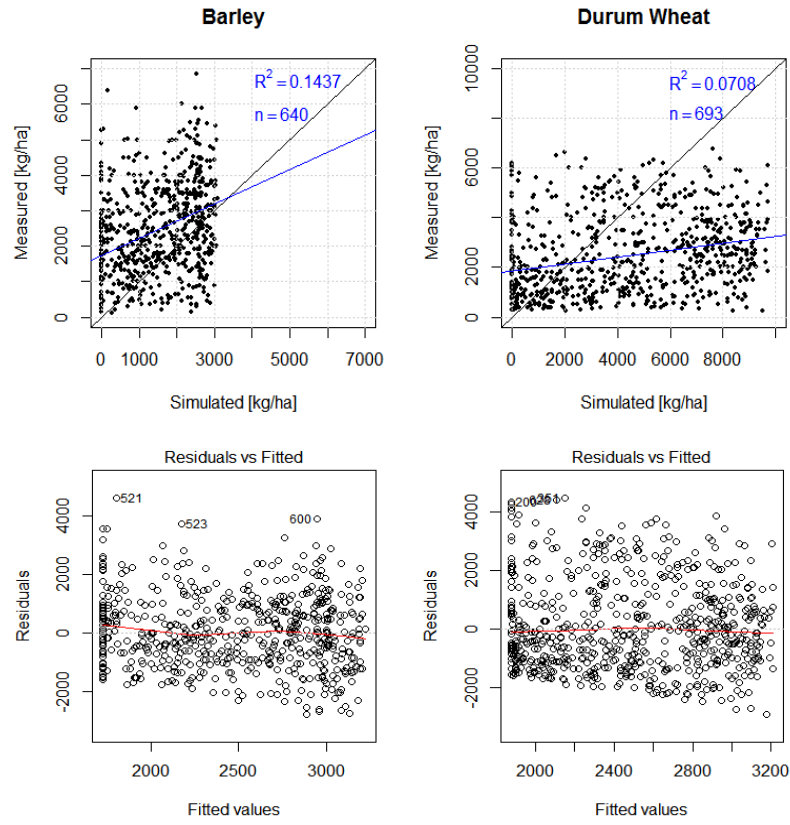 Barley
Durum Wheat
R² = 0.1437
n = 640
Measured [kg/ha]
0 2000 4000 6000
0 1000 3000 5000 7000
Simulated [kg/ha]
R² = 0.0708
n = 693
Measured [kg/ha]
0 2000 4000 6000 10000
0 2000 4000 6000 8000
Simulated [kg/ha]
Residuals vs Fitted
521
523
600
Residuals
-2000 0 2000 4000
2000 2500 3000
Fitted values
Residuals vs Fitted
Residuals
-2000 0 2000 4000
2000 2400 2800 3200
Fitted values